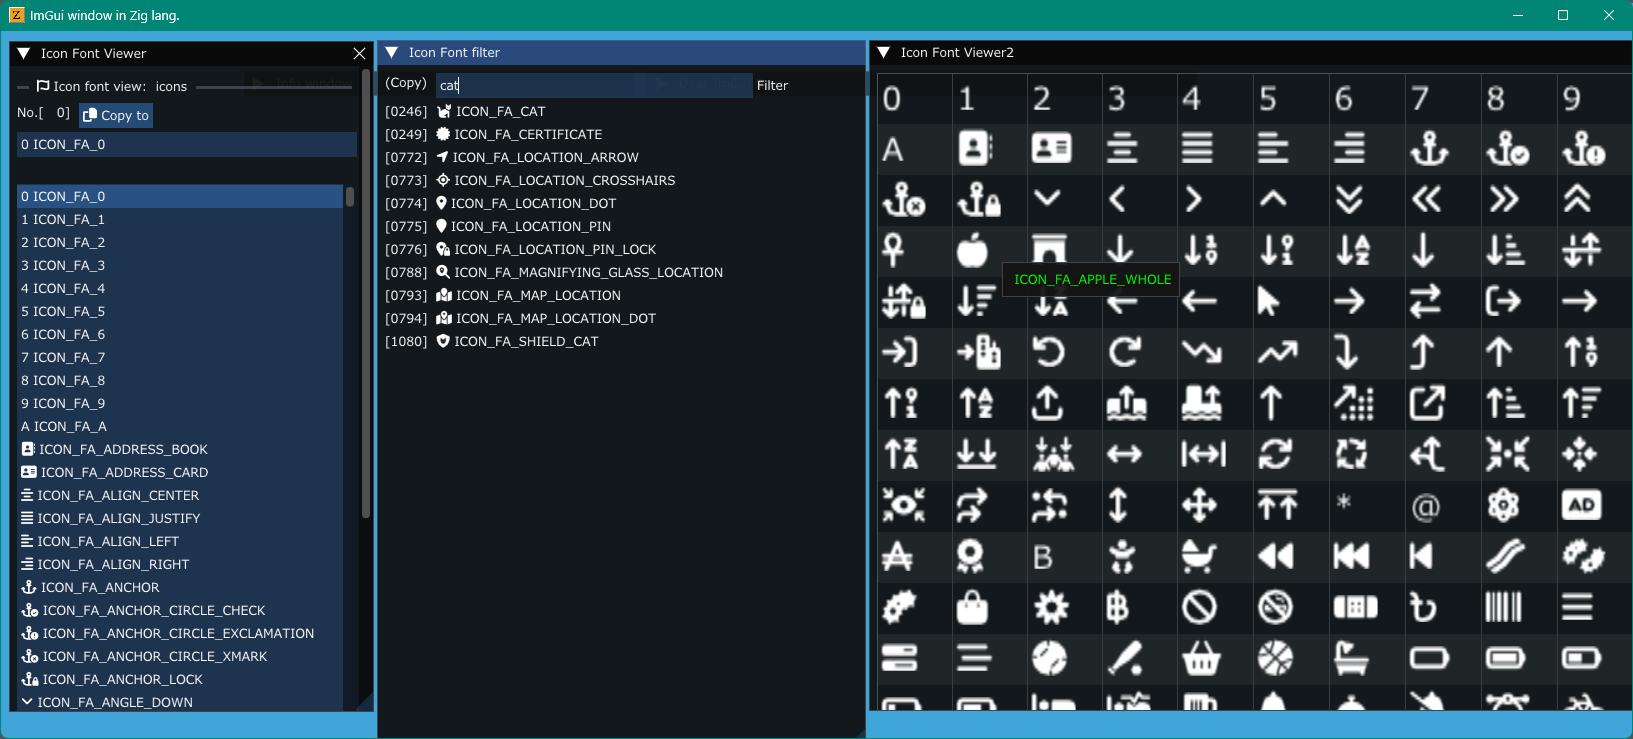 ImGui window in Zig lang.
Icon Font Viewer
Icon font view: icons
No.[ 0] Copy to
0 ICON_FA_0
0 ICON_FA_0
1 ICON_FA_1
2 ICON_FA_2
3 ICON_FA_3
4 ICON_FA_4
5 ICON_FA_5
6 ICON_FA_6
7 ICON_FA_7
8 ICON_FA_8
9 ICON_FA_9
A ICON_FA_A
ICON_FA_ADDRESS_BOOK
ICON_FA_ADDRESS_CARD
ICON_FA_ALIGN_CENTER
ICON_FA_ALIGN_JUSTIFY
ICON_FA_ALIGN_LEFT
ICON_FA_ALIGN_RIGHT
ICON_FA_ANCHOR
ICON_FA_ANCHOR_CIRCLE_CHECK
ICON_FA_ANCHOR_CIRCLE_EXCLAMATION
ICON_FA_ANCHOR_CIRCLE_XMARK
ICON_FA_ANCHOR_LOCK
ICON_FA_ANGLE_DOWN
Icon Font filter
(Copy) cat Filter
[0246] ICON_FA_CAT
[0249] ICON_FA_CERTIFICATE
[0772] ICON_FA_LOCATION_ARROW
[0773] ICON_FA_LOCATION_CROSSHAIRS
[0774] ICON_FA_LOCATION_DOT
[0775] ICON_FA_LOCATION_PIN
[0776] ICON_FA_LOCATION_PIN_LOCK
[0788] ICON_FA_MAGNIFYING_GLASS_LOCATION
[0793] ICON_FA_MAP_LOCATION
[0794] ICON_FA_MAP_LOCATION_DOT
[1080] ICON_FA_SHIELD_CAT
Icon Font Viewer2
0 1 2 3 4 5 6 7 8 9
A
ICON_FA_APPLE_WHOLE
* @ AD
B